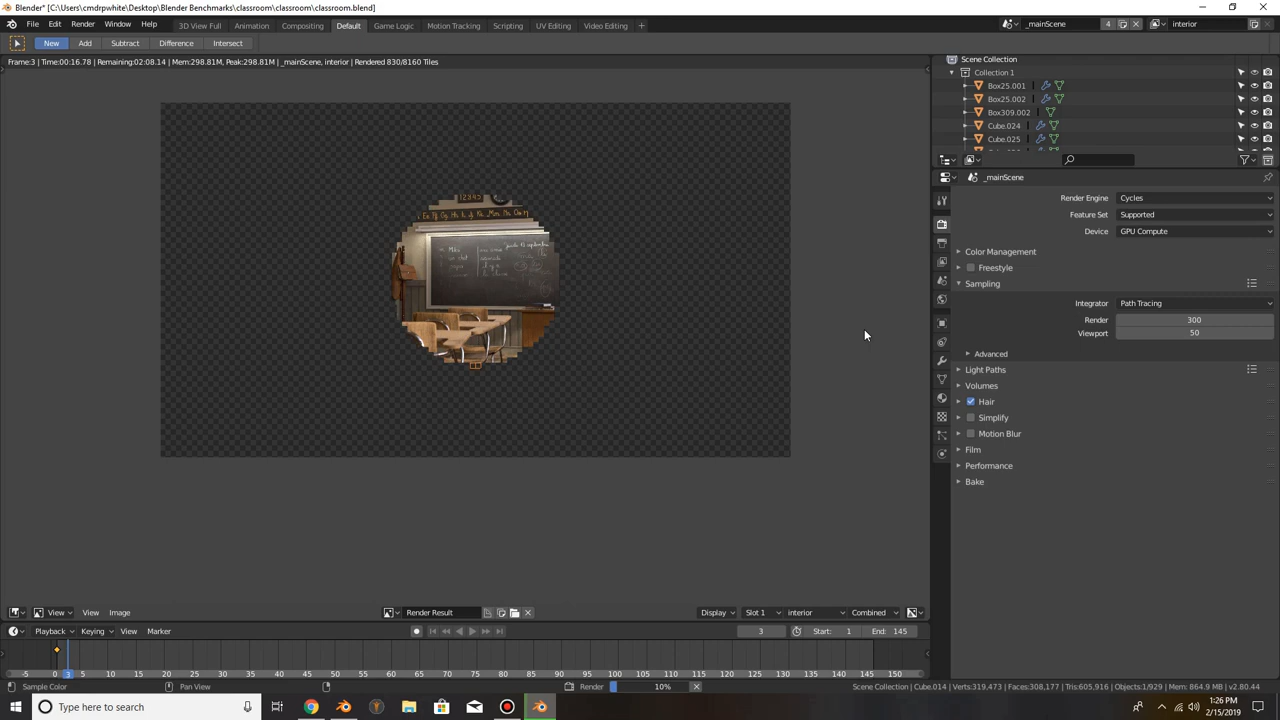 Blender* [C:\Users\cmdrpwhite\Desktop\Blender Benchmarks\classroom\classroom\classroom.blend]
File Edit Render Window Help 3D View Full Animation Compositing Default Game Logic Motion Tracking Scripting UV Editing Video Editing + _mainScene 4 interior
New Add Subtract Difference Intersect
Frame:3 | Time:00:16.78 | Remaining:02:08.14 | Mem:298.81M, Peak:298.81M | _mainScene, interior | Rendered 830/8160 Tiles
Scene Collection
Collection 1
Box25.001
Box25.002
Box309.002
Cube.024
Cube.025
_mainScene
Render Engine Cycles
Feature Set Supported
Device GPU Compute
Color Management
Freestyle
Sampling
Integrator Path Tracing
Render 300
Viewport 50
Advanced
Light Paths
Volumes
Hair
Simplify
Motion Blur
Film
Performance
Bake
12345
View View Image Render Result Display Slot 1 interior Combined
Playback Keying View Marker 3 Start: 1 End: 145
-5 0 3 5 10 15 20 25 30 35 40 45 50 55 60 65 70 75 80 85 90 95 100 105 110 115 120 125 130 135 140 145 150
Sample Color Pan View Render 10% Scene Collection | Cube.014 | Verts:319,473 | Faces:308,177 | Tris:605,916 | Objects:1/929 | Mem: 864.9 MB | v2.80.44
Type here to search
1:26 PM
2/15/2019